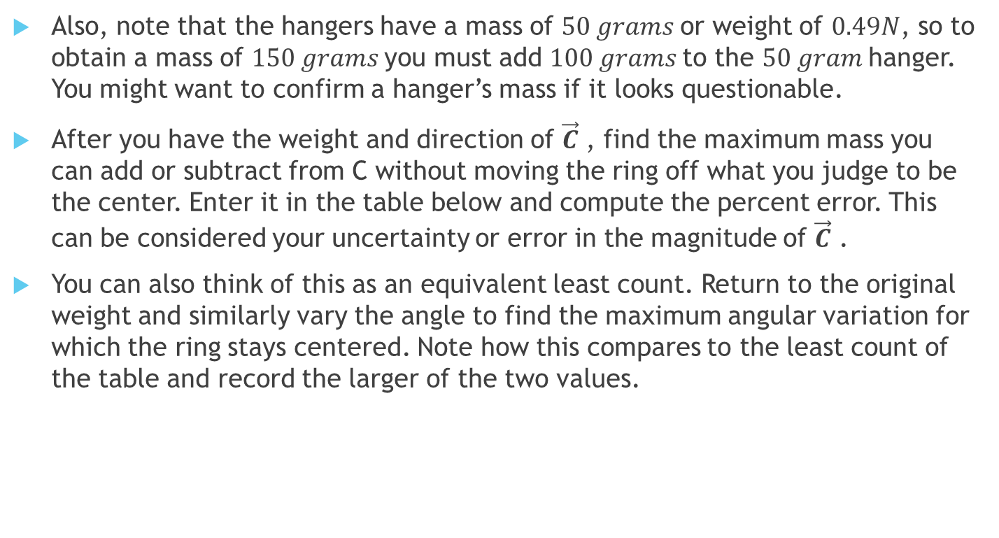 Also, note that the hangers have a mass of 50 grams or weight of 0.49N, so to
obtain a mass of 150 grams you must add 100 grams to the 50 gram hanger.
You might want to confirm a hanger’s mass if it looks questionable.
After you have the weight and direction of C⃗ , find the maximum mass you
can add or subtract from C without moving the ring off what you judge to be
the center. Enter it in the table below and compute the percent error. This
can be considered your uncertainty or error in the magnitude of C⃗ .
You can also think of this as an equivalent least count. Return to the original
weight and similarly vary the angle to find the maximum angular variation for
which the ring stays centered. Note how this compares to the least count of
the table and record the larger of the two values.